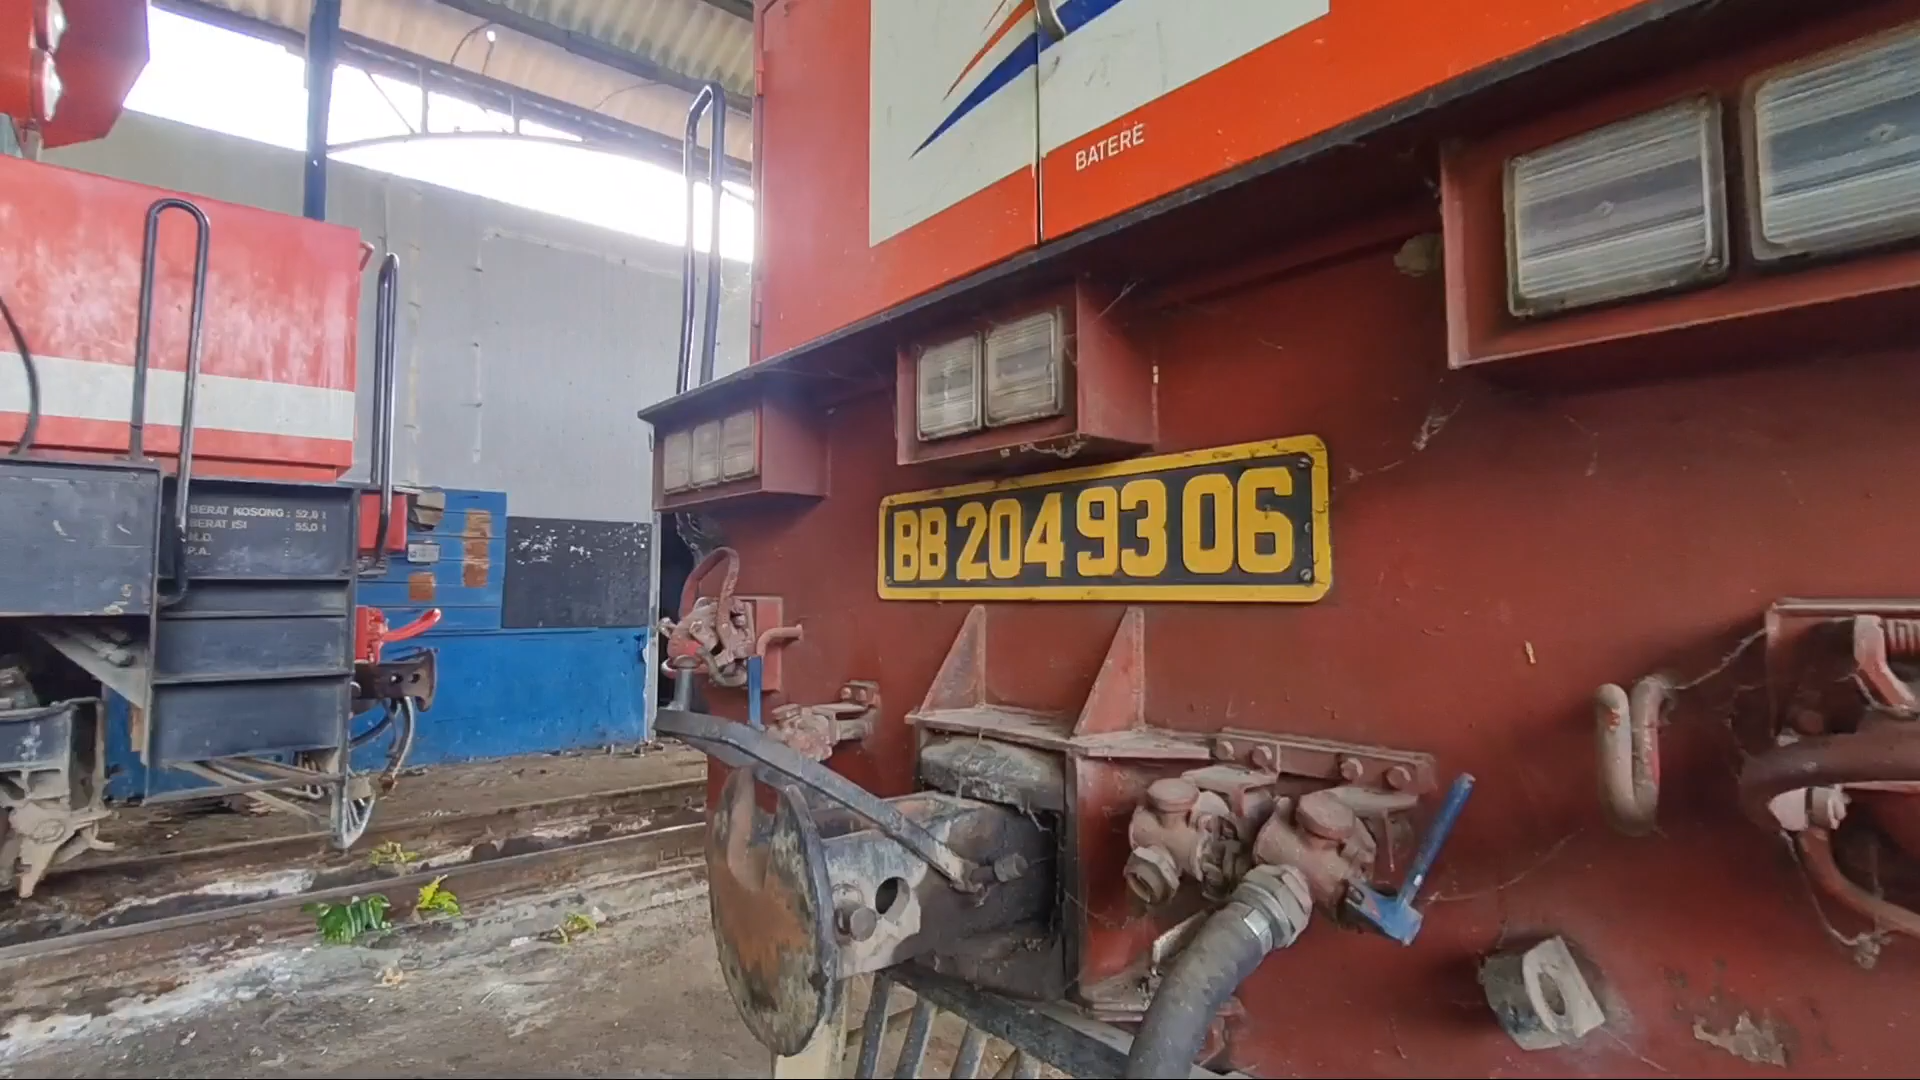 BATERE
BB 204 93 06
BERAT KOSONG : 52,8 t
BERAT ISI : 55,0 t
M.D. :
P.A. :